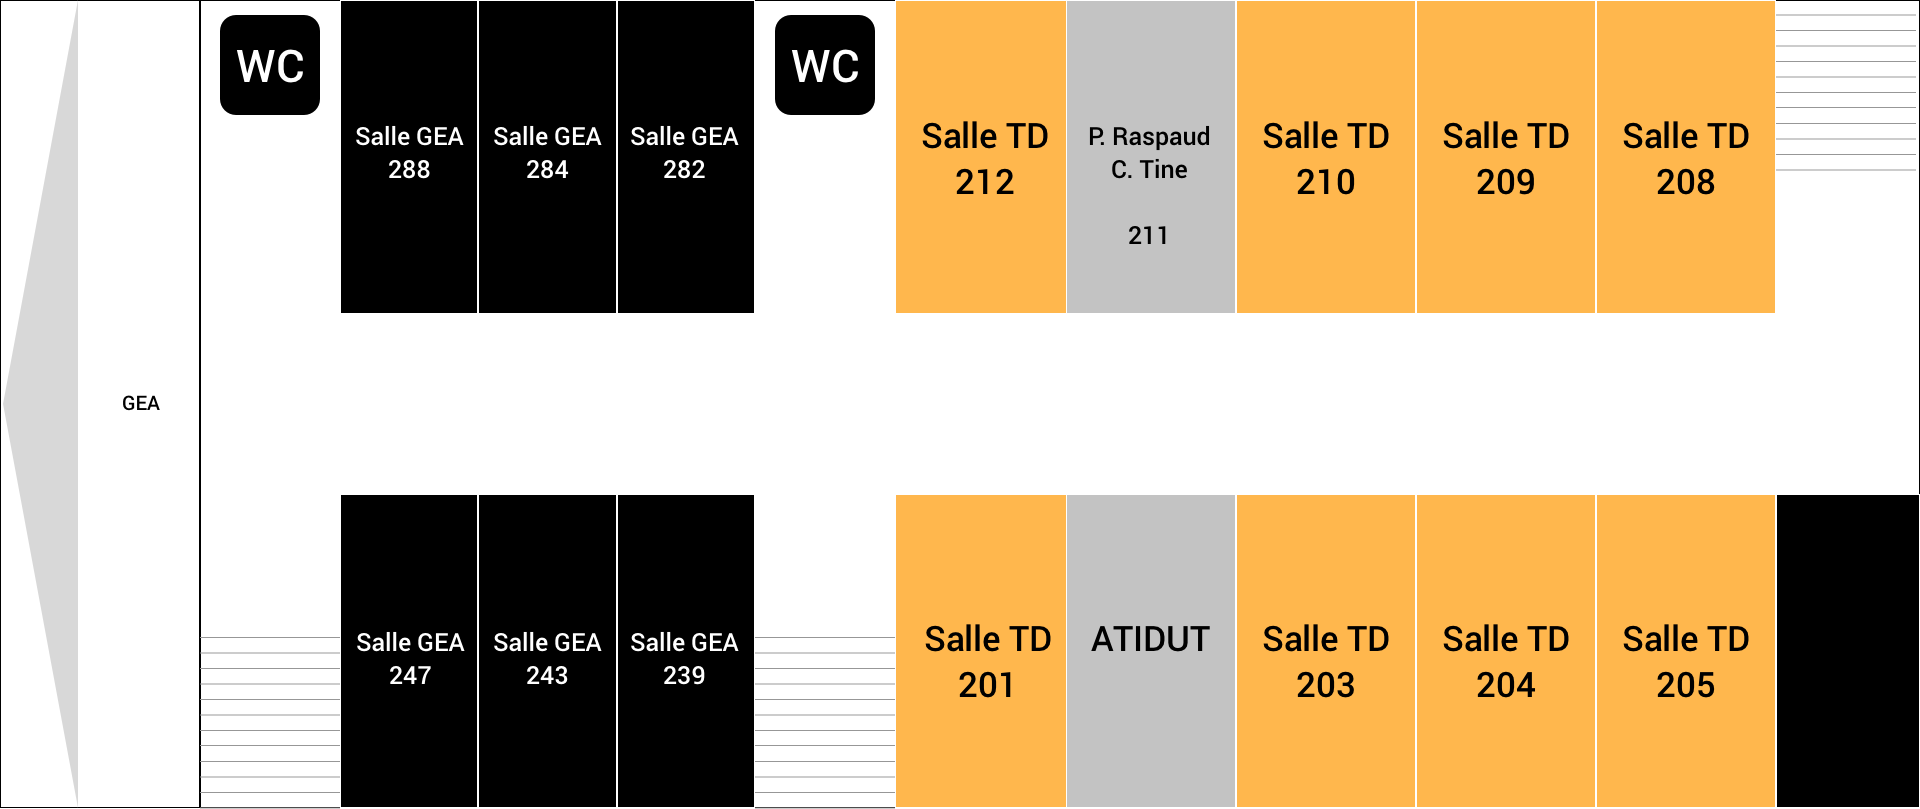 WC
Salle GEA
288
Salle GEA
284
Salle GEA
282
WC
Salle TD
212
P. Raspaud
C. Tine
211
Salle TD
210
Salle TD
209
Salle TD
208
GEA
Salle GEA
247
Salle GEA
243
Salle GEA
239
Salle TD
201
ATIDUT
Salle TD
203
Salle TD
204
Salle TD
205